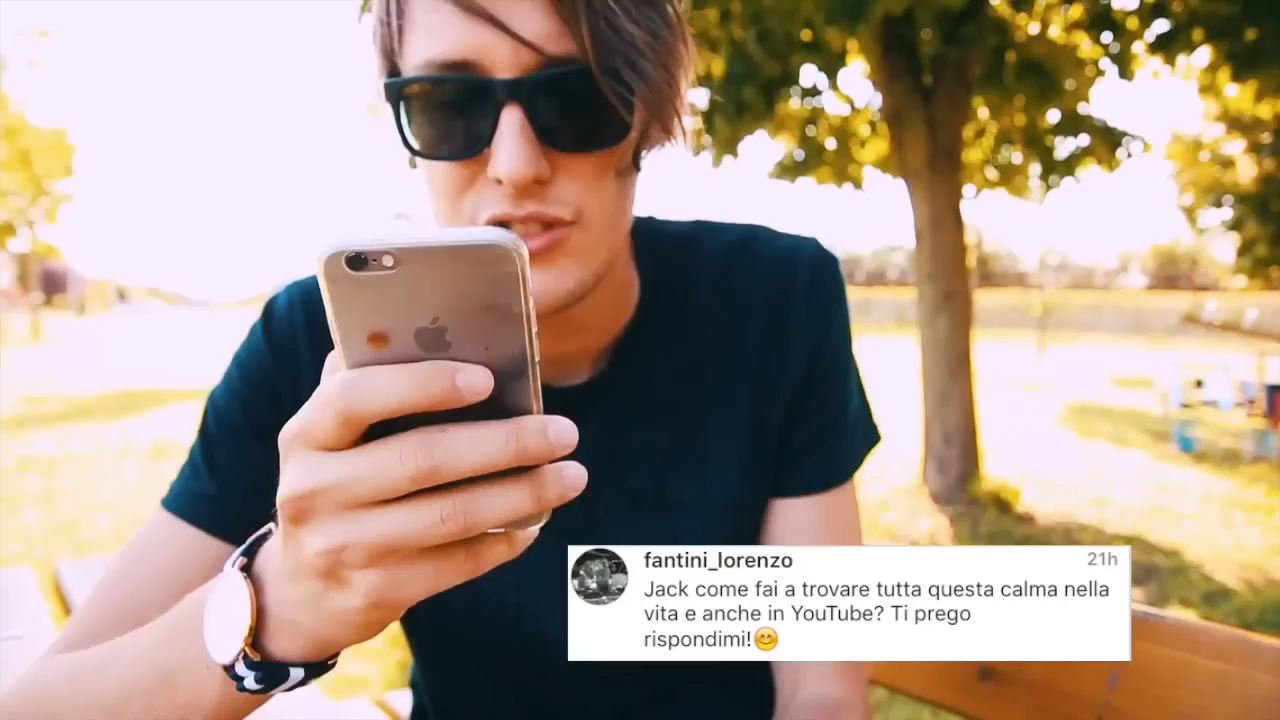 fantini_lorenzo 21h
Jack come fai a trovare tutta questa calma nella
vita e anche in YouTube? Ti prego
rispondimi!😊